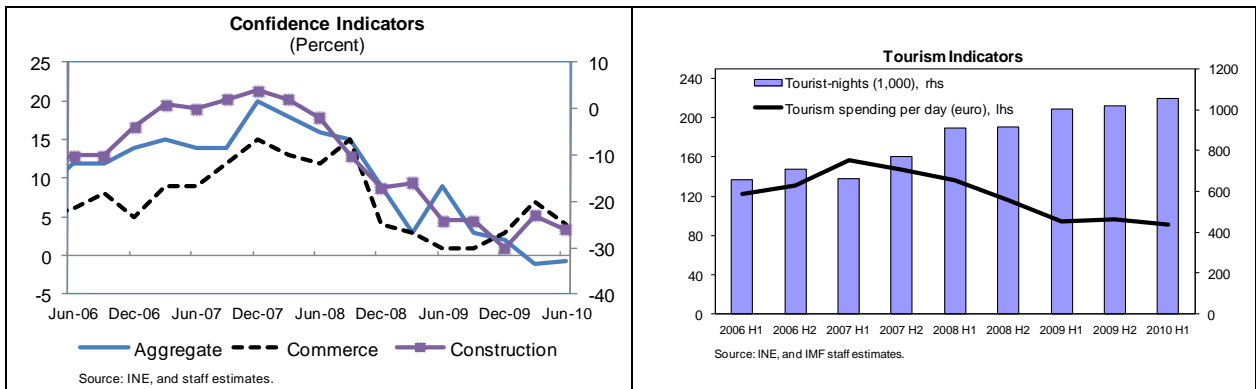 Confidence Indicators
(Percent)
25
20
15
10
5
0
-5
10
0
-10
-20
-30
-40
Jun-06 Dec-06 Jun-07 Dec-07 Jun-08 Dec-08 Jun-09 Dec-09 Jun-10
Aggregate Commerce Construction
Source: INE, and staff estimates.
Tourism Indicators
Tourist-nights (1,000), rhs
Tourism spending per day (euro), lhs
240
200
160
120
80
40
0
1200
1000
800
600
400
200
0
2006 H1 2006 H2 2007 H1 2007 H2 2008 H1 2008 H2 2009 H1 2009 H2 2010 H1
Source: INE, and IMF staff estimates.